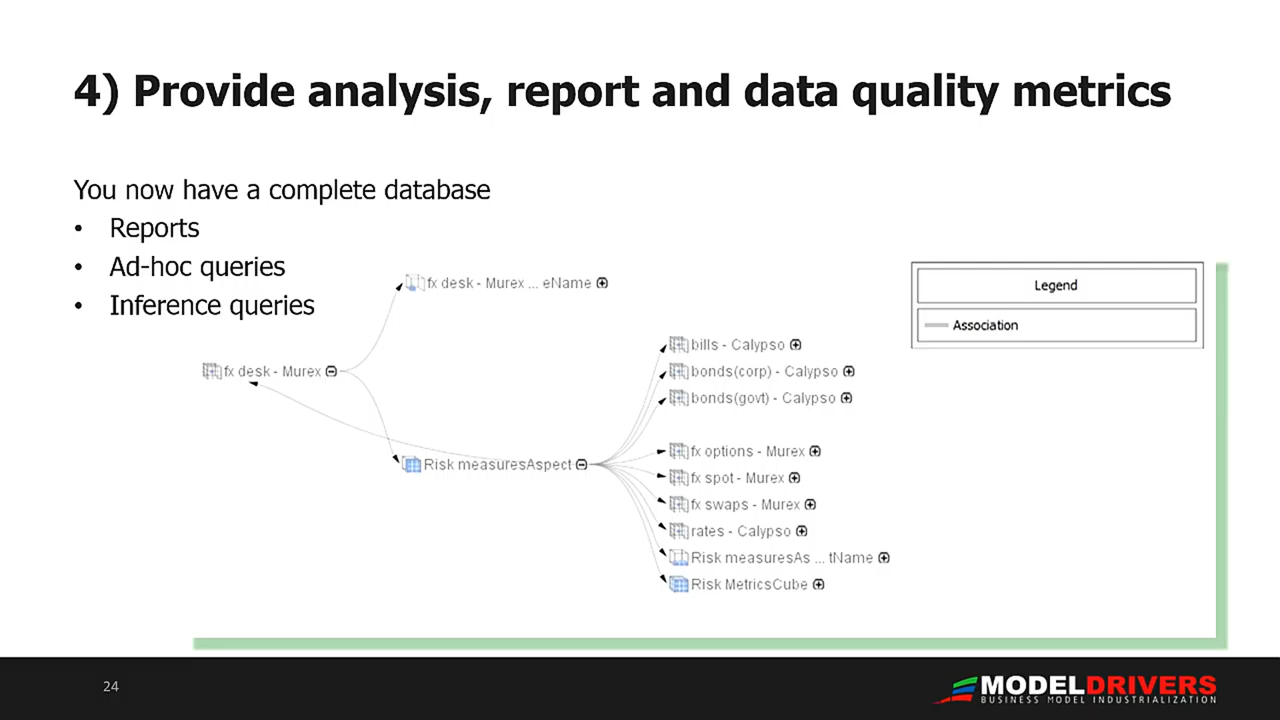 4) Provide analysis, report and data quality metrics
You now have a complete database
• Reports
• Ad-hoc queries
• Inference queries
fx desk - Murex ... eName
fx desk - Murex
Risk measuresAspect
bills - Calypso
bonds(corp) - Calypso
bonds(govt) - Calypso
fx options - Murex
fx spot - Murex
fx swaps - Murex
rates - Calypso
Risk measuresAs ... tName
Risk MetricsCube
Legend
Association
24
MODELDRIVERS
BUSINESS MODEL INDUSTRIALIZATION